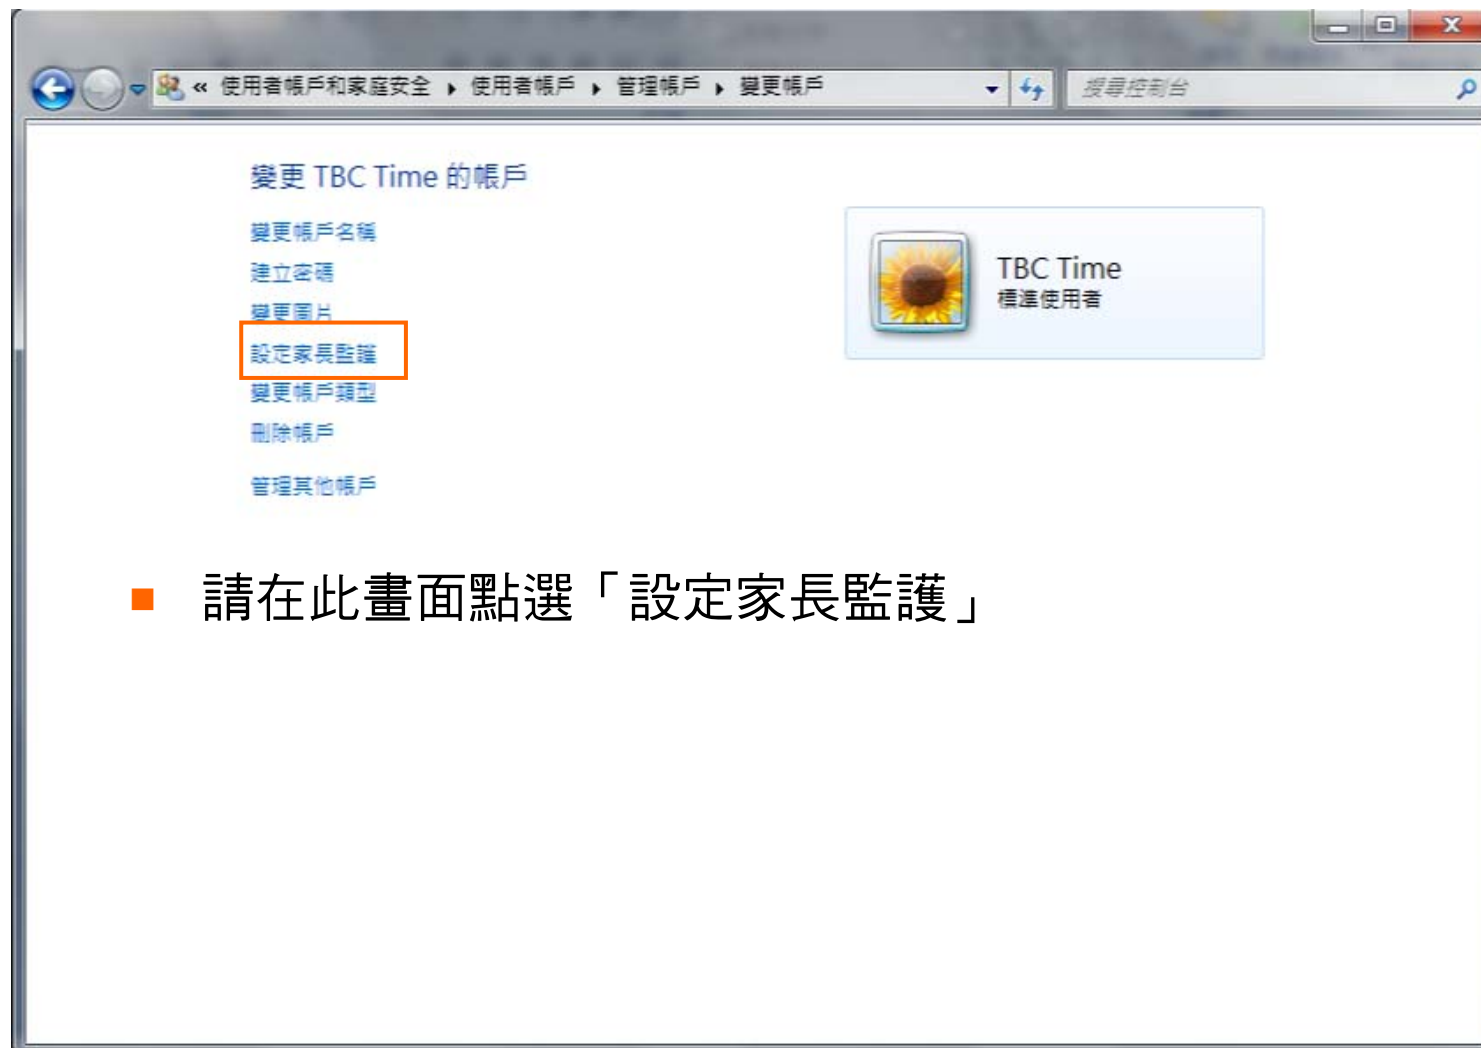 « 使用者帳戶和家庭安全 ▸ 使用者帳戶 ▸ 管理帳戶 ▸ 變更帳戶
搜尋控制台
變更 TBC Time 的帳戶
變更帳戶名稱
建立密碼
變更圖片
設定家長監護
變更帳戶類型
刪除帳戶
管理其他帳戶
TBC Time
標準使用者
▪ 請在此畫面點選「設定家長監護」